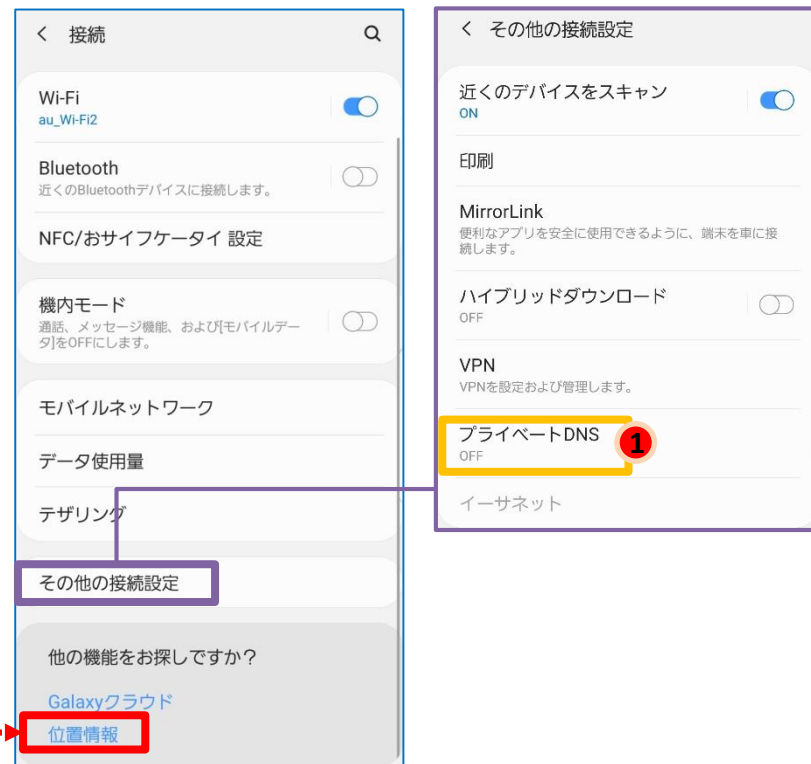 接続
Wi-Fi
au_Wi-Fi2
Bluetooth
近くのBluetoothデバイスに接続します。
NFC/おサイフケータイ 設定
機内モード
通話、メッセージ機能、および[モバイルデー
タ]をOFFにします。
モバイルネットワーク
データ使用量
テザリング
その他の接続設定
他の機能をお探しですか？
Galaxyクラウド
位置情報
その他の接続設定
近くのデバイスをスキャン
ON
印刷
MirrorLink
便利なアプリを安全に使用できるように、端末を車に接
続します。
ハイブリッドダウンロード
OFF
VPN
VPNを設定および管理します。
プライベートDNS
OFF
1
イーサネット